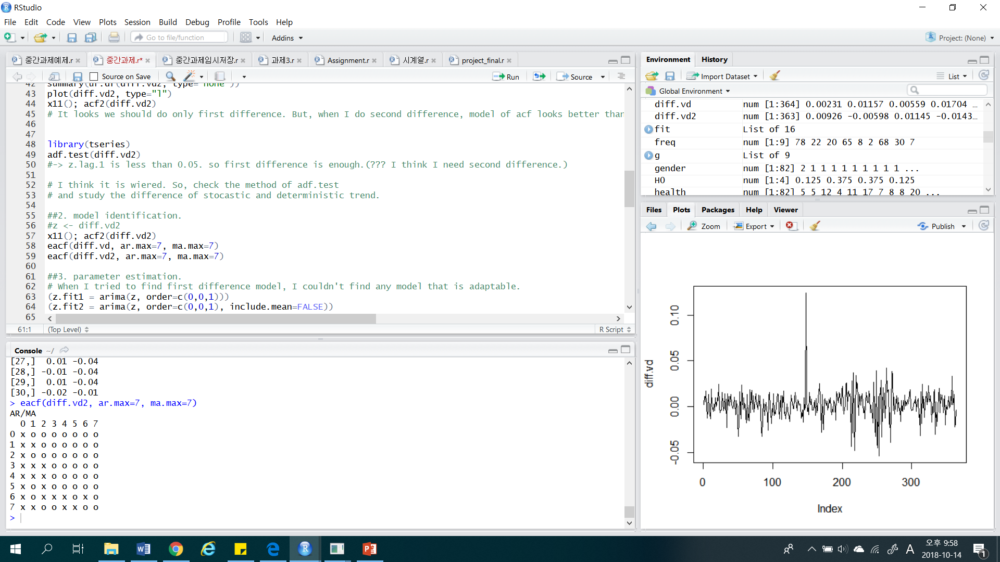 RStudio
File Edit Code View Plots Session Build Debug Profile Tools Help
Go to file/function
Addins
Project: (None)
중간과제예제.r
중간과제.r*
중간과제임시저장.r
과제3.r
Assignment.r
시계열.r
project_final.r
Source on Save
Run
Source
43 plot(diff.vd2, type="l")
44 x11(); acf2(diff.vd2)
45 # It looks we should do only first difference. But, when I do second difference, model of acf looks better than
46
47
48 library(tseries)
49 adf.test(diff.vd2)
50 #-> z.lag.1 is less than 0.05. so first difference is enough.(??? I think I need second difference.)
51
52 # I think it is wiered. So, check the method of adf.test
53 # and study the difference of stocastic and deterministic trend.
54
55 ##2. model identification.
56 #z <- diff.vd2
57 x11(); acf2(diff.vd2)
58 eacf(diff.vd, ar.max=7, ma.max=7)
59 eacf(diff.vd2, ar.max=7, ma.max=7)
60
61 ##3. parameter estimation.
62 # When I tried to find first difference model, I couldn't find any model that is adaptable.
63 (z.fit1 = arima(z, order=c(0,0,1)))
64 (z.fit2 = arima(z, order=c(0,0,1), include.mean=FALSE))
65
61:1 (Top Level) R Script
Console ~/
[27,] 0.01 -0.04
[28,] -0.01 -0.04
[29,] 0.01 -0.04
[30,] -0.02 -0.01
> eacf(diff.vd2, ar.max=7, ma.max=7)
AR/MA
0 1 2 3 4 5 6 7
0 x o o o o o o o
1 x x o o o o o o
2 x o o o o o o o
3 x x x o o o o o
4 x x x o o o o o
5 x o x o o o o o
6 x o x x x o x o
7 x x o o x x o o
>
Environment History
Import Dataset
List
Global Environment
diff.vd num [1:364] 0.00231 0.01157 0.00559 0.01704 ...
diff.vd2 num [1:363] 0.00926 -0.00598 0.01145 -0.0143...
fit List of 16
freq num [1:9] 78 22 20 65 8 2 68 30 7
g List of 9
gender num [1:82] 2 1 1 1 1 1 1 1 1 1 ...
H0 num [1:4] 0.125 0.375 0.375 0.125
health num [1:82] 5 5 12 4 11 17 7 8 8 20 ...
Files Plots Packages Help Viewer
Zoom Export Publish
diff.vd
0.10
0.05
0.00
-0.05
0 100 200 300
Index
A
오후 9:58
2018-10-14
1